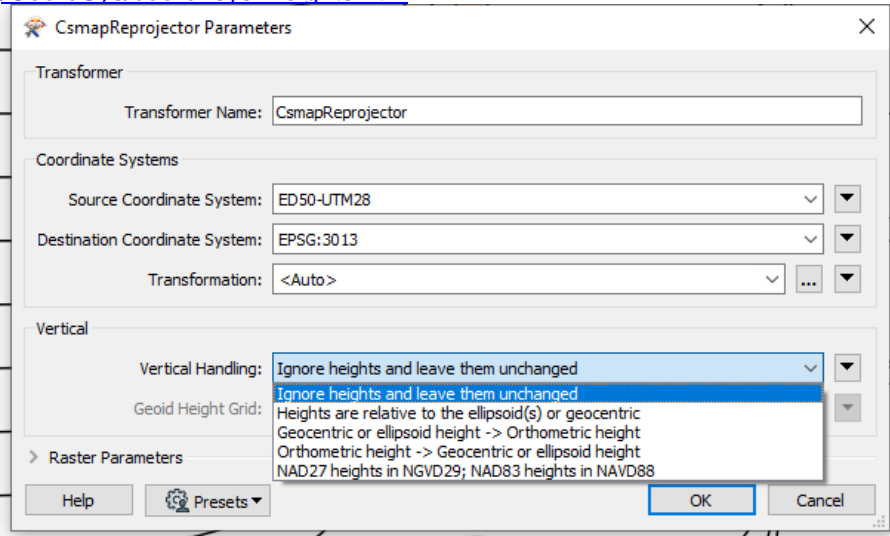 CsmapReprojector Parameters
Transformer
Transformer Name: CsmapReprojector
Coordinate Systems
Source Coordinate System: ED50-UTM28
Destination Coordinate System: EPSG:3013
Transformation: <Auto> ...
Vertical
Vertical Handling: Ignore heights and leave them unchanged
Ignore heights and leave them unchanged
Geoid Height Grid:
Heights are relative to the ellipsoid(s) or geocentric
Geocentric or ellipsoid height -> Orthometric height
Orthometric height -> Geocentric or ellipsoid height
Raster Parameters
NAD27 heights in NGVD29; NAD83 heights in NAVD88
Help Presets OK Cancel